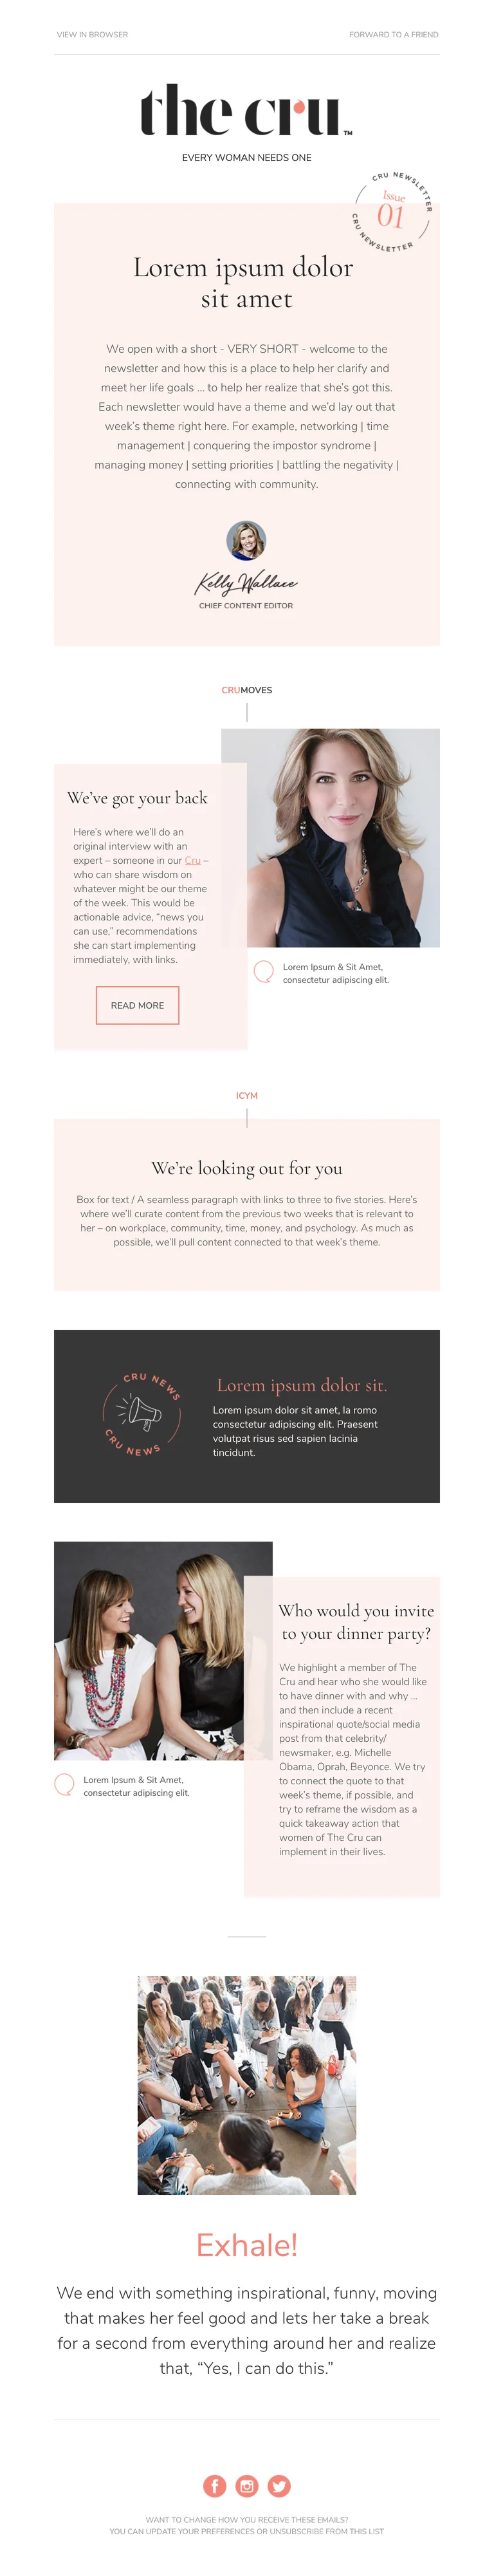 VIEW IN BROWSER
FORWARD TO A FRIEND
the cru™
EVERY WOMAN NEEDS ONE
CRU NEWSLETTER
Issue
01
CRU NEWSLETTER
Lorem ipsum dolor
sit amet
We open with a short - VERY SHORT - welcome to the
newsletter and how this is a place to help her clarify and
meet her life goals ... to help her realize that she's got this.
Each newsletter would have a theme and we'd lay out that
week's theme right here. For example, networking | time
management | conquering the impostor syndrome |
managing money | setting priorities | battling the negativity |
connecting with community.
Kelly Wallace
CHIEF CONTENT EDITOR
CRUMOVES
We've got your back
Here's where we'll do an
original interview with an
expert – someone in our Cru –
who can share wisdom on
whatever might be our theme
of the week. This would be
actionable advice, "news you
can use," recommendations
she can start implementing
immediately, with links.
READ MORE
Lorem Ipsum & Sit Amet,
consectetur adipiscing elit.
ICYM
We're looking out for you
Box for text / A seamless paragraph with links to three to five stories. Here's
where we'll curate content from the previous two weeks that is relevant to
her – on workplace, community, time, money, and psychology. As much as
possible, we'll pull content connected to that week's theme.
CRU NEWS
CRU NEWS
Lorem ipsum dolor sit.
Lorem ipsum dolor sit amet, la romo
consectetur adipiscing elit. Praesent
volutpat risus sed sapien lacinia
tincidunt.
Who would you invite
to your dinner party?
We highlight a member of The
Cru and hear who she would like
to have dinner with and why ...
and then include a recent
inspirational quote/social media
post from that celebrity/
newsmaker, e.g. Michelle
Obama, Oprah, Beyonce. We try
to connect the quote to that
week's theme, if possible, and
try to reframe the wisdom as a
quick takeaway action that
women of The Cru can
implement in their lives.
Lorem Ipsum & Sit Amet,
consectetur adipiscing elit.
Exhale!
We end with something inspirational, funny, moving
that makes her feel good and lets her take a break
for a second from everything around her and realize
that, “Yes, I can do this.”
WANT TO CHANGE HOW YOU RECEIVE THESE EMAILS?
YOU CAN UPDATE YOUR PREFERENCES OR UNSUBSCRIBE FROM THIS LIST